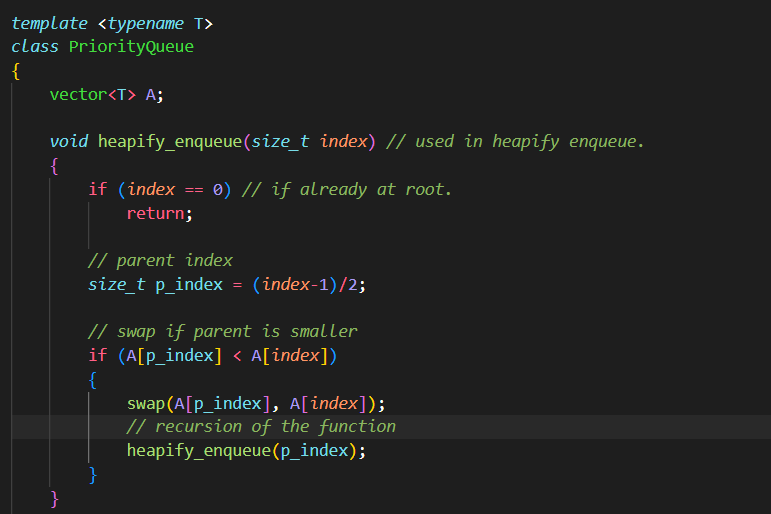 template <typename T>
class PriorityQueue
{
    vector<T> A;

    void heapify_enqueue(size_t index) // used in heapify enqueue.
    {
        if (index == 0) // if already at root.
            return;

        // parent index
        size_t p_index = (index-1)/2;

        // swap if parent is smaller
        if (A[p_index] < A[index])
        {
            swap(A[p_index], A[index]);
            // recursion of the function
            heapify_enqueue(p_index);
        }
    }